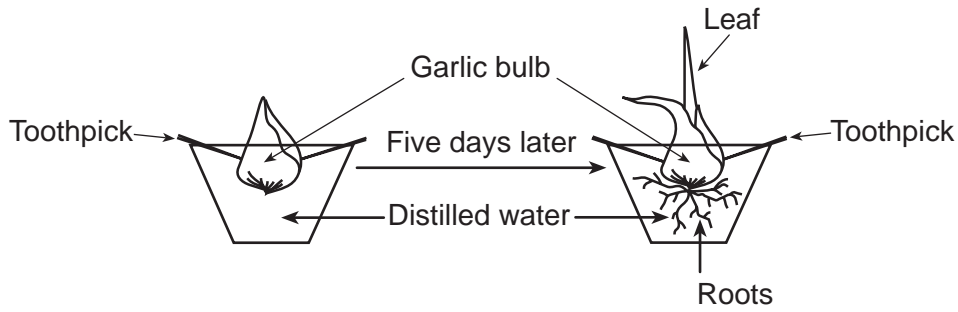 Leaf
Garlic bulb
Toothpick
Five days later
Toothpick
Distilled water
Roots